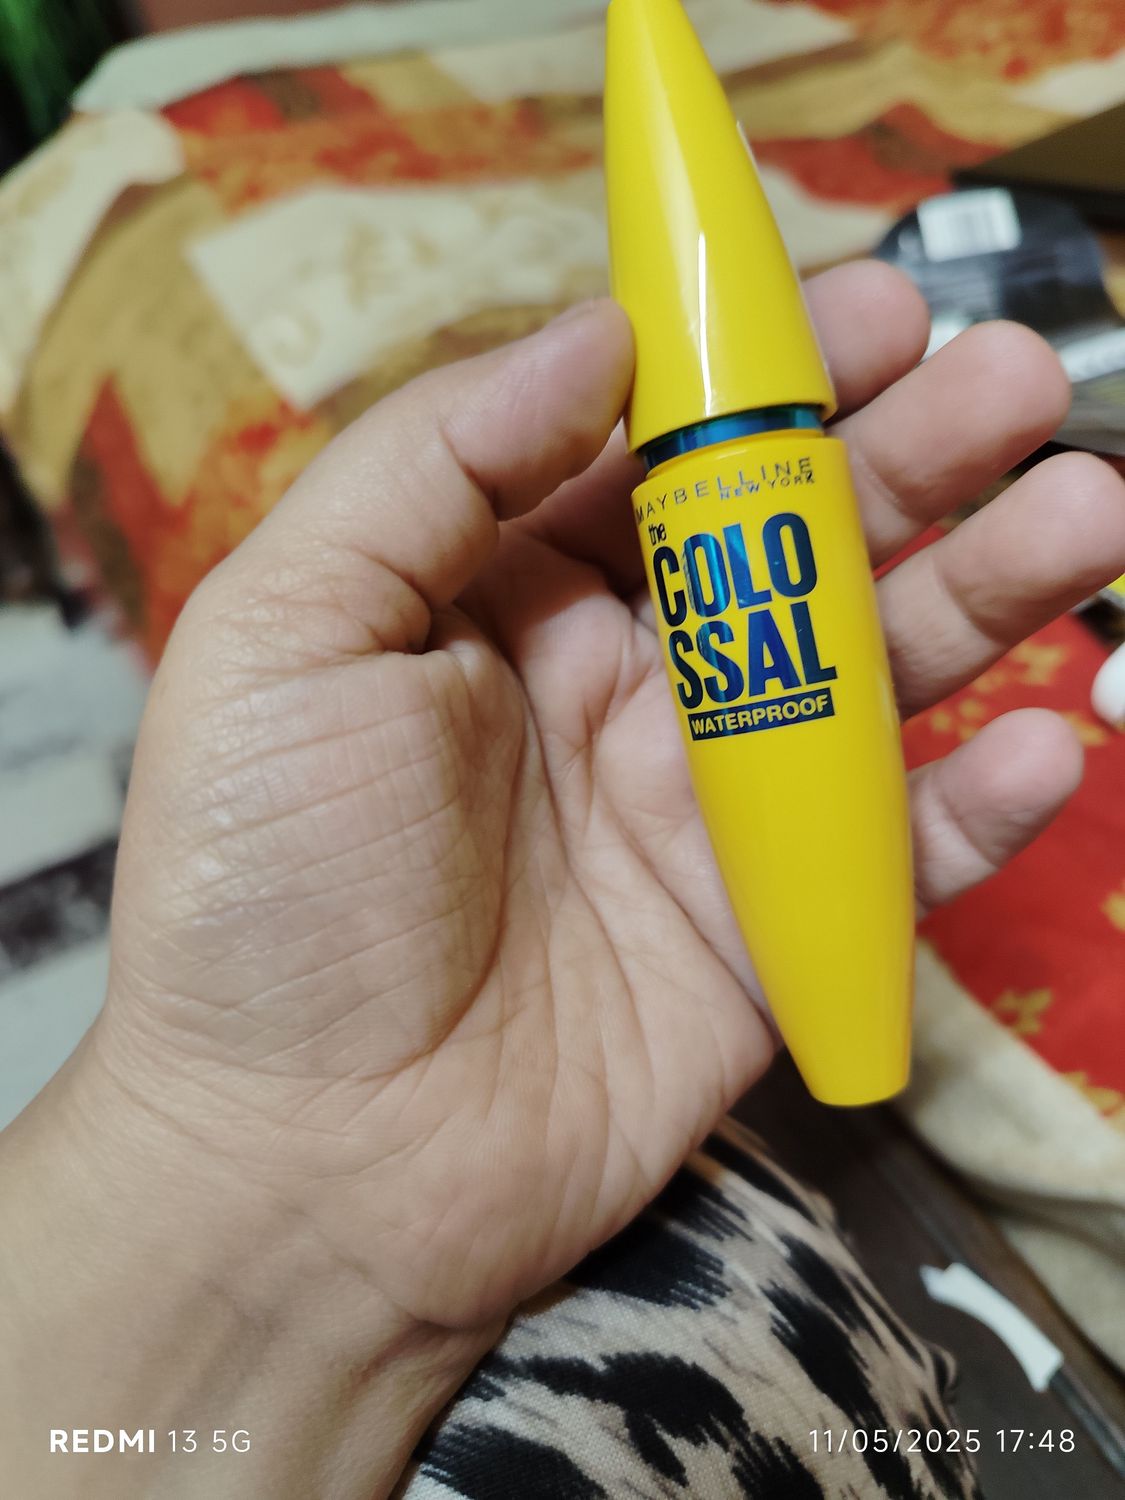 MAYBELLINE
NEW YORK
the
COLO
SSAL
WATERPROOF
REDMI 13 5G
11/05/2025 17:48